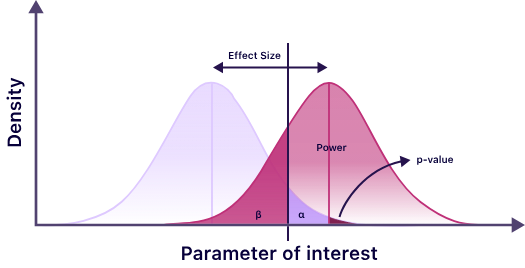 Effect Size
Density
Power
p-value
β
α
Parameter of interest